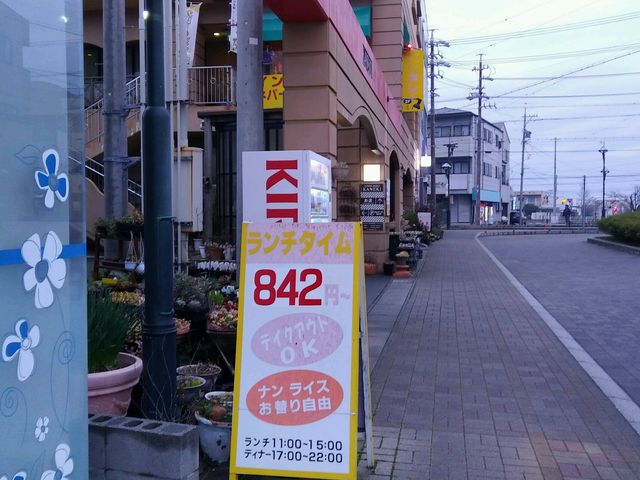 ランチタイム
842円~
テイクアウト
OK
ナン ライス
お替り自由
ランチ11:00~15:00
ディナー17:00~22:00
KIR
KANEKI